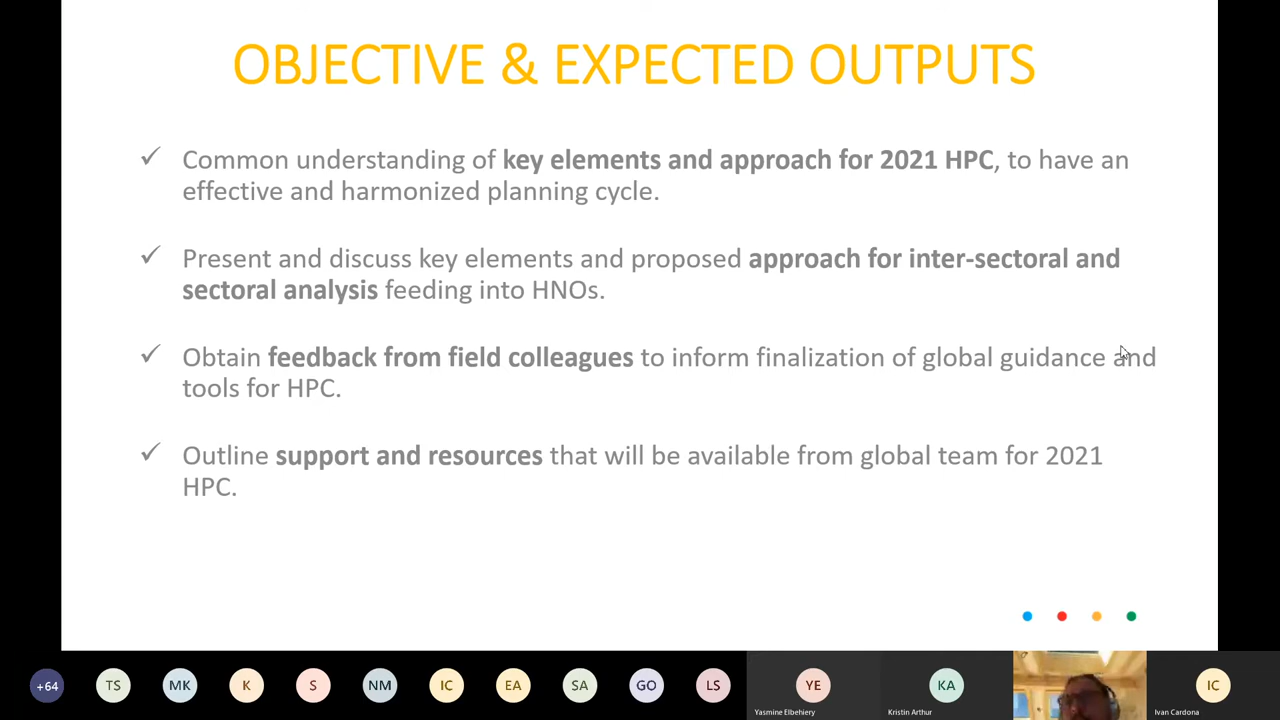 OBJECTIVE & EXPECTED OUTPUTS
Common understanding of key elements and approach for 2021 HPC, to have an
effective and harmonized planning cycle.
Present and discuss key elements and proposed approach for inter-sectoral and
sectoral analysis feeding into HNOs.
Obtain feedback from field colleagues to inform finalization of global guidance and
tools for HPC.
Outline support and resources that will be available from global team for 2021
HPC.
+64 TS MK K S NM IC EA SA GO LS YE KA IC
Yasmine Elbehiery Kristin Arthur Ivan Cardona